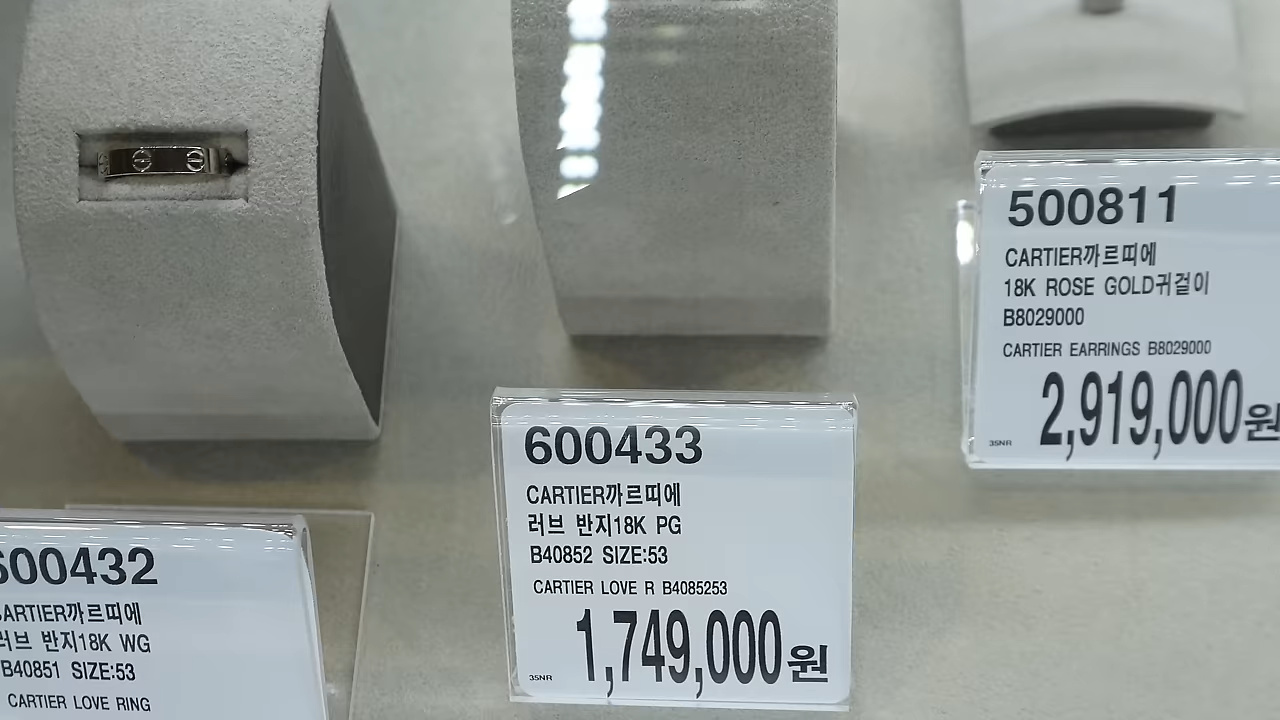 600432
CARTIER까르띠에
러브 반지18K WG
B40851 SIZE:53
CARTIER LOVE RING
600433
CARTIER까르띠에
러브 반지18K PG
B40852 SIZE:53
CARTIER LOVE R B4085253
1,749,000원
35NR
500811
CARTIER까르띠에
18K ROSE GOLD귀걸이
B8029000
CARTIER EARRINGS B8029000
2,919,000원
35NR